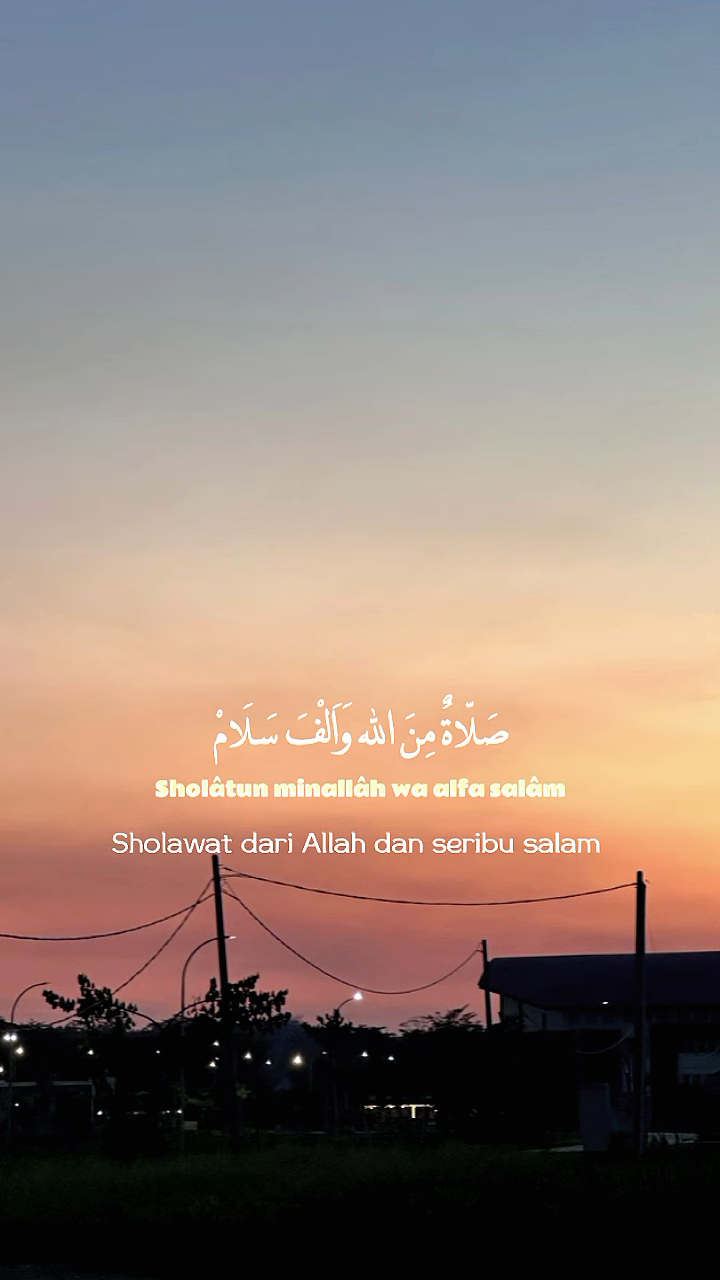 صَلَّاةٌ مِنَ الله وَاَلْفَ سَلَامْ
Sholâtun minallâh wa alfa salâm
Sholawat dari Allah dan seribu salam